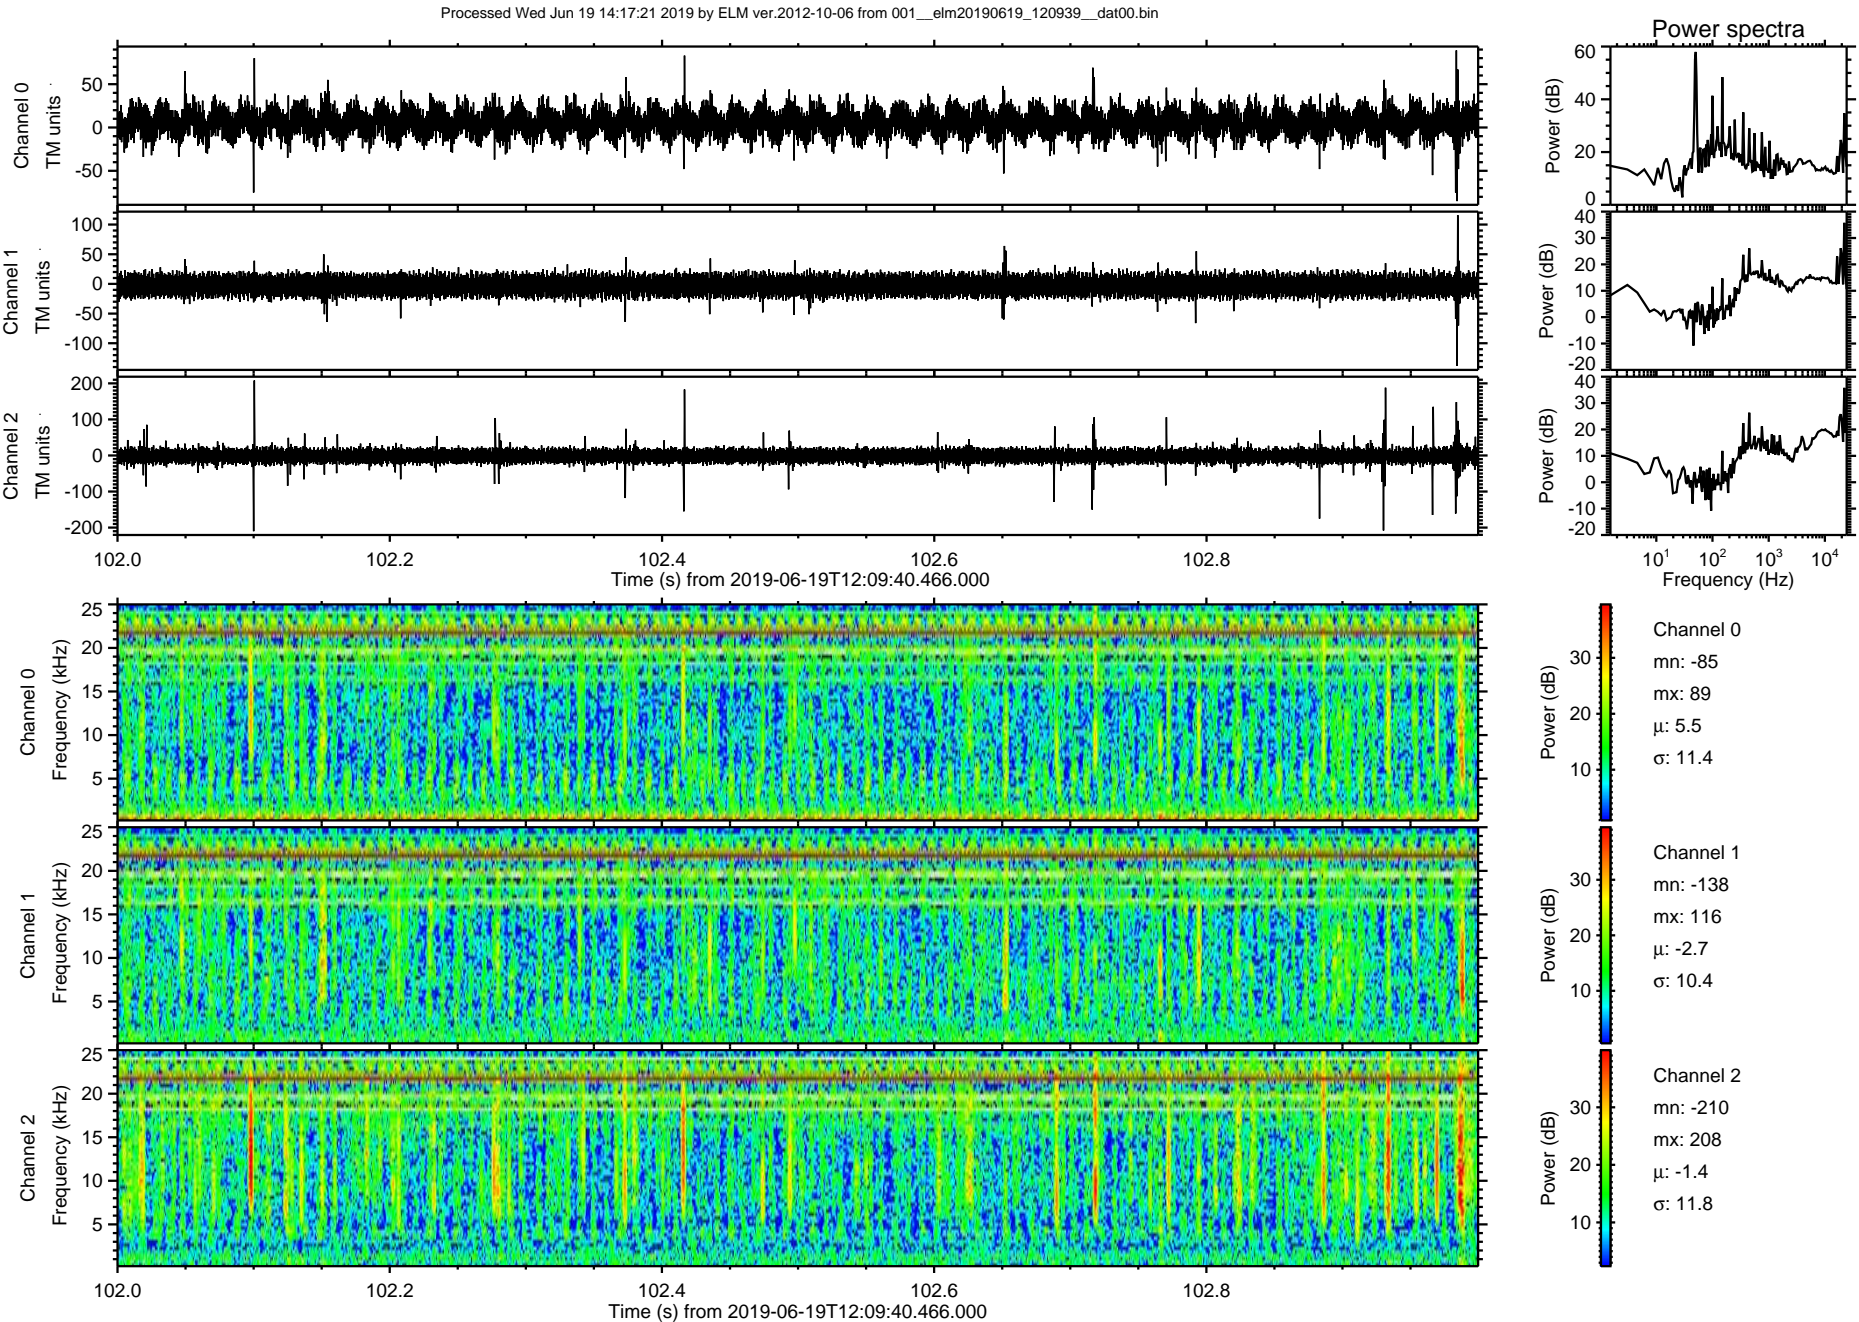 Processed Wed Jun 19 14:17:21 2019 by ELM ver.2012-10-06 from 001__elm20190619_120939__dat00.bin
Power spectra
Channel 0
TM units
50
0
-50
Power (dB)
60
40
20
0
Channel 1
TM units
100
50
0
-50
-100
Power (dB)
40
30
20
10
0
-10
-20
Channel 2
TM units
200
100
0
-100
-200
Power (dB)
40
30
20
10
0
-10
-20
102.0 102.2 102.4 102.6 102.8
Time (s) from 2019-06-19T12:09:40.466.000
10^1 10^2 10^3 10^4
Frequency (Hz)
Channel 0
Frequency (kHz)
25
20
15
10
5
Power (dB)
30
20
10
Channel 0
mn: -85
mx: 89
μ: 5.5
σ: 11.4
Channel 1
Frequency (kHz)
25
20
15
10
5
Power (dB)
30
20
10
Channel 1
mn: -138
mx: 116
μ: -2.7
σ: 10.4
Channel 2
Frequency (kHz)
25
20
15
10
5
Power (dB)
30
20
10
Channel 2
mn: -210
mx: 208
μ: -1.4
σ: 11.8
102.0 102.2 102.4 102.6 102.8
Time (s) from 2019-06-19T12:09:40.466.000